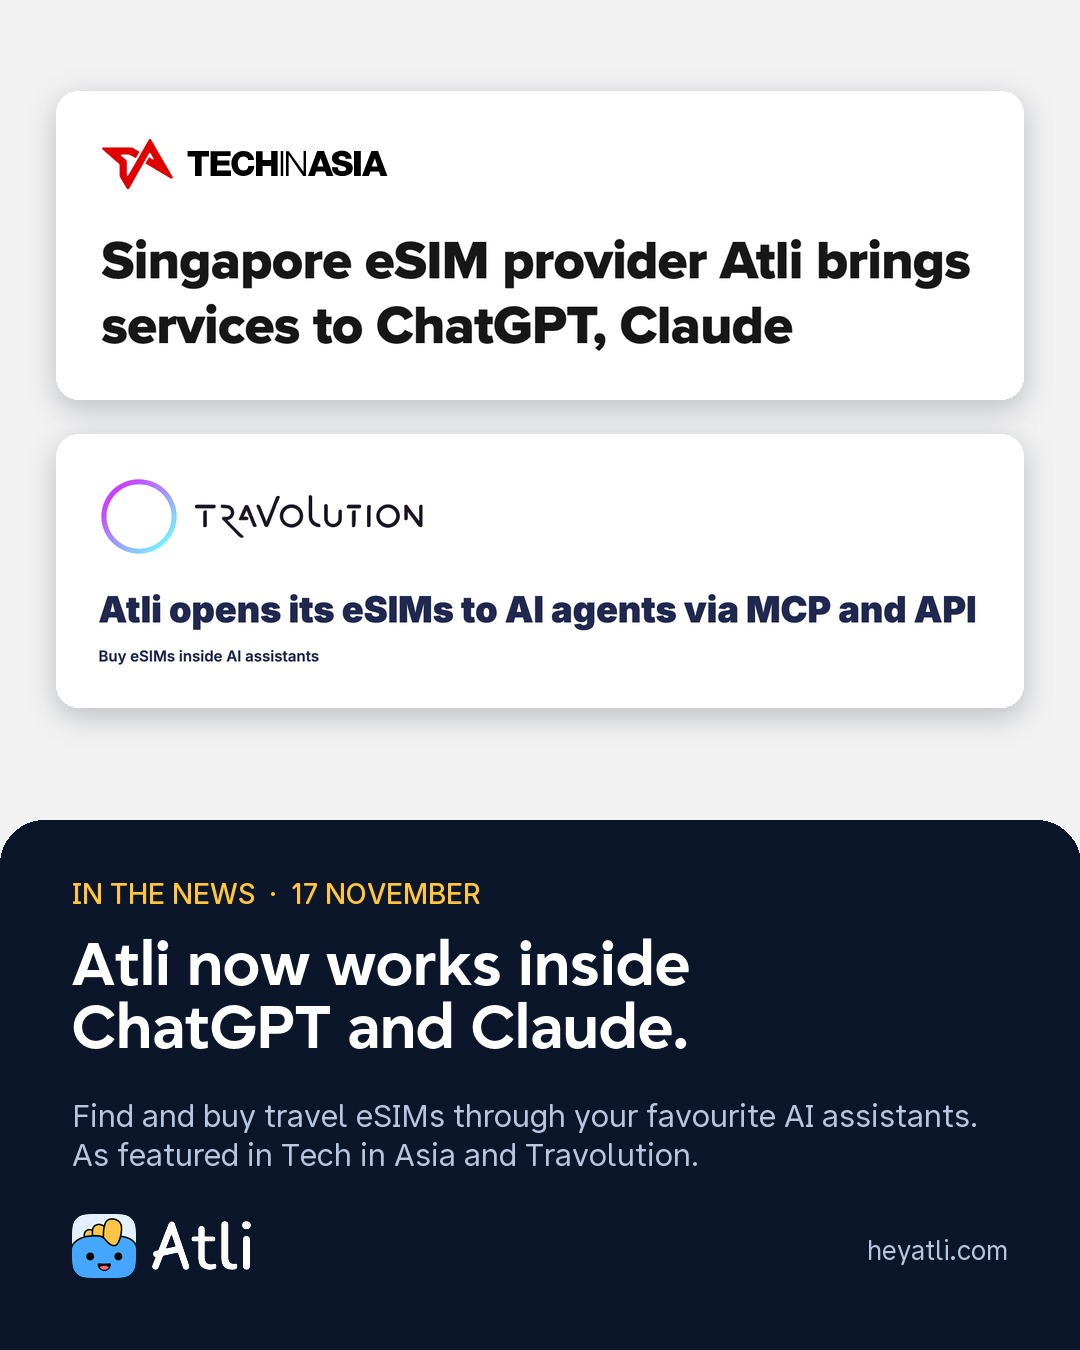 TECHINASIA
Singapore eSIM provider Atli brings
services to ChatGPT, Claude
TRAVOLUTION
Atli opens its eSIMs to AI agents via MCP and API
Buy eSIMs inside AI assistants
IN THE NEWS · 17 NOVEMBER
Atli now works inside
ChatGPT and Claude.
Find and buy travel eSIMs through your favourite AI assistants.
As featured in Tech in Asia and Travolution.
Atli
heyatli.com